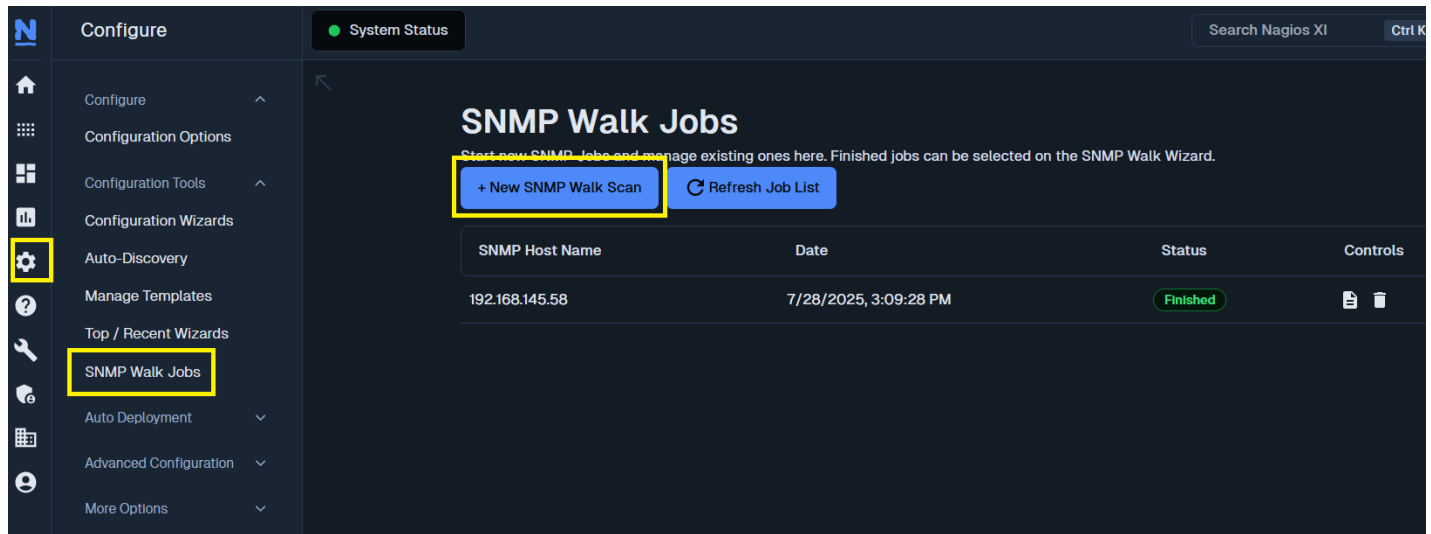 N
Configure
System Status
Search Nagios XI
Ctrl K
Configure
Configuration Options
Configuration Tools
Configuration Wizards
Auto-Discovery
Manage Templates
Top / Recent Wizards
SNMP Walk Jobs
Auto Deployment
Advanced Configuration
More Options
SNMP Walk Jobs
Start new SNMP Jobs and manage existing ones here. Finished jobs can be selected on the SNMP Walk Wizard.
+ New SNMP Walk Scan
Refresh Job List
SNMP Host Name Date Status Controls
192.168.145.58 7/28/2025, 3:09:28 PM Finished